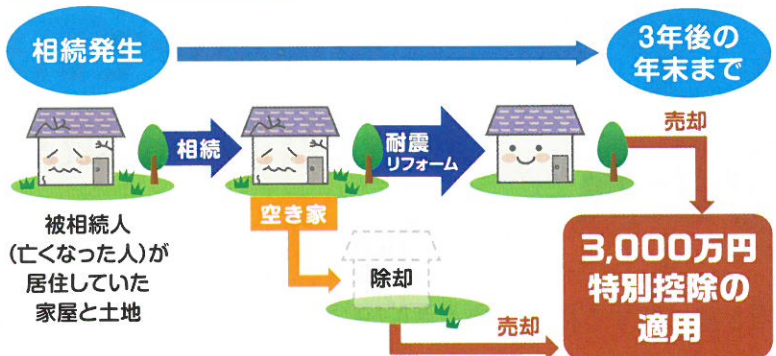 相続発生
3年後の
年末まで
相続
耐震
リフォーム
売却
被相続人
(亡くなった人)が
居住していた
家屋と土地
空き家
除却
売却
3,000万円
特別控除の
適用